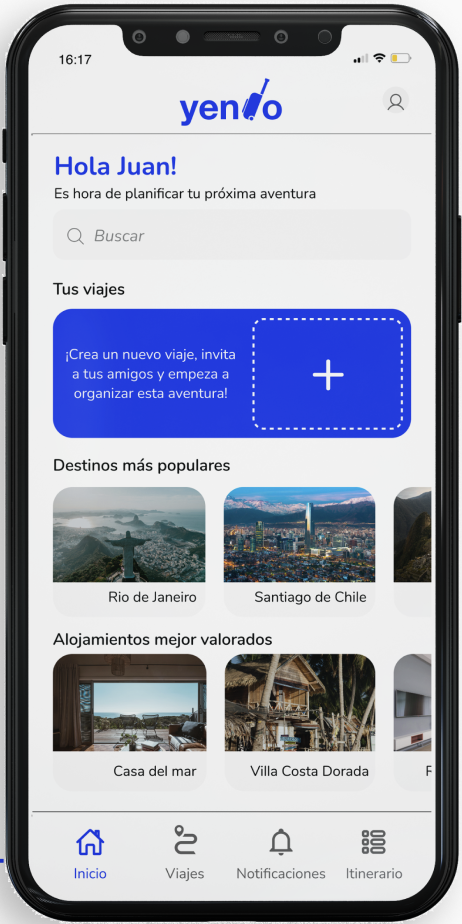 16:17
yendo
Hola Juan!
Es hora de planificar tu próxima aventura
Buscar
Tus viajes
¡Crea un nuevo viaje, invita
a tus amigos y empeza a
organizar esta aventura!
Destinos más populares
Rio de Janeiro
Santiago de Chile
Alojamientos mejor valorados
Casa del mar
Villa Costa Dorada
Inicio
Viajes
Notificaciones
Itinerario